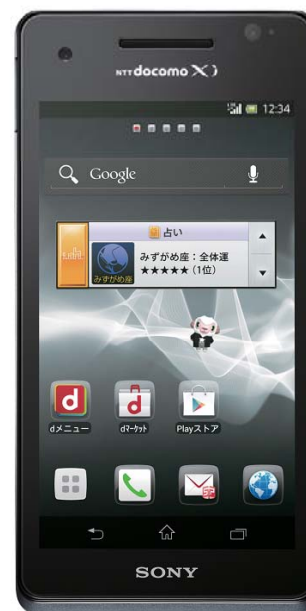 NTT docomo Xi
12:34
Google
占い
みずがめ座：全体運
★★★★★ (1位)
みずがめ座
dメニュー
dマーケット
Playストア
SONY